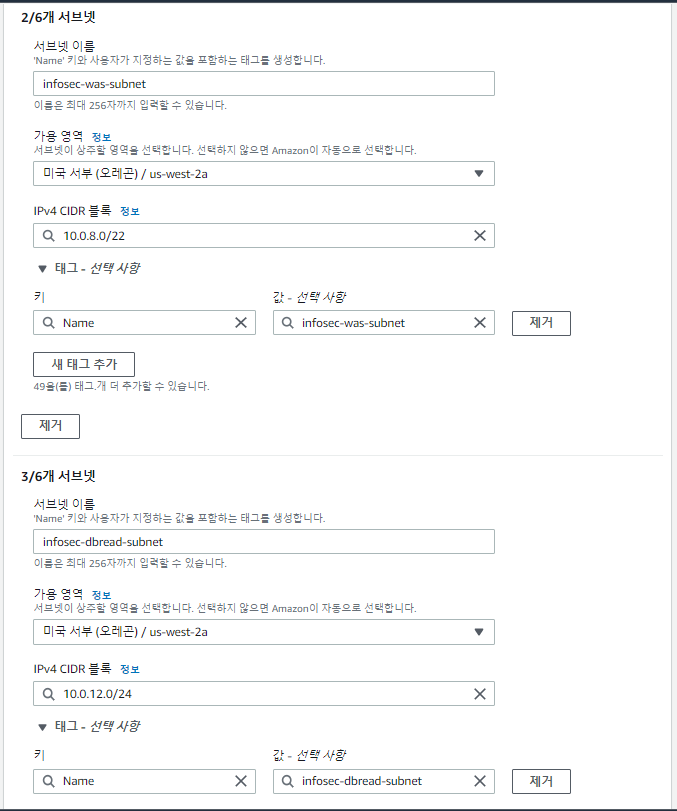 2/6개 서브넷
서브넷 이름
'Name' 키와 사용자가 지정하는 값을 포함하는 태그를 생성합니다.
infosec-was-subnet
이름은 최대 256자까지 입력할 수 있습니다.
가용 영역 정보
서브넷이 상주할 영역을 선택합니다. 선택하지 않으면 Amazon이 자동으로 선택합니다.
미국 서부 (오레곤) / us-west-2a
IPv4 CIDR 블록 정보
10.0.8.0/22
태그 - 선택 사항
키 값 - 선택 사항
Name infosec-was-subnet 제거
새 태그 추가
49을(를) 태그.개 더 추가할 수 있습니다.
제거
3/6개 서브넷
서브넷 이름
'Name' 키와 사용자가 지정하는 값을 포함하는 태그를 생성합니다.
infosec-dbread-subnet
이름은 최대 256자까지 입력할 수 있습니다.
가용 영역 정보
서브넷이 상주할 영역을 선택합니다. 선택하지 않으면 Amazon이 자동으로 선택합니다.
미국 서부 (오레곤) / us-west-2a
IPv4 CIDR 블록 정보
10.0.12.0/24
태그 - 선택 사항
키 값 - 선택 사항
Name infosec-dbread-subnet 제거